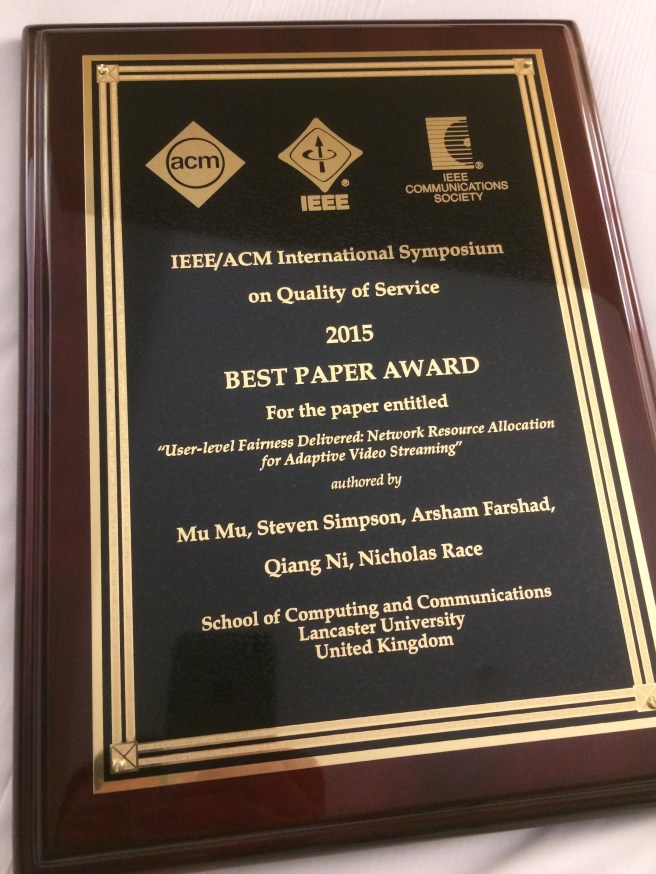 acm
IEEE
®
IEEE
COMMUNICATIONS
SOCIETY
®
IEEE/ACM International Symposium
on Quality of Service
2015
BEST PAPER AWARD
For the paper entitled
“User-level Fairness Delivered: Network Resource Allocation
for Adaptive Video Streaming”
authored by
Mu Mu, Steven Simpson, Arsham Farshad,
Qiang Ni, Nicholas Race
School of Computing and Communications
Lancaster University
United Kingdom